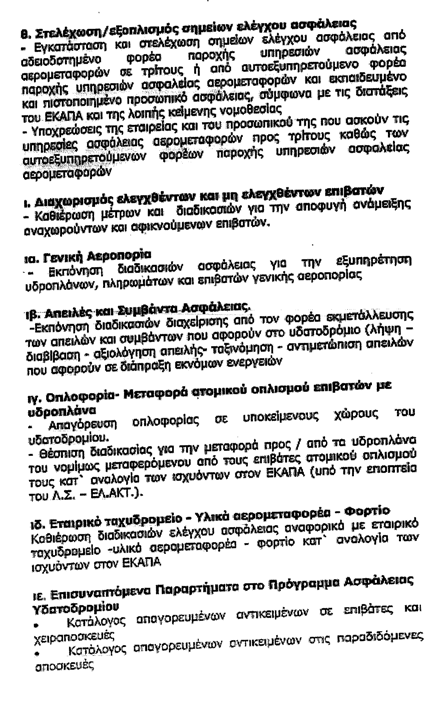 θ. Στελέχωση/εξοπλισμός σημείων ελέγχου ασφάλειας
- Εγκατάσταση και στελέχωση σημείων ελέγχου ασφάλειας από
αδειοδοτημένο φορέα παροχής υπηρεσιών ασφάλειας
αερομεταφορών σε τρίτους ή από αυτοεξυπηρετούμενο φορέα
παροχής υπηρεσιών ασφαλείας αερομεταφορών και εκπαιδευμένο
και πιστοποιημένο προσωπικό ασφάλειας, σύμφωνα με τις διατάξεις
του ΕΚΑΠΑ και της λοιπής κείμενης νομοθεσίας
- Υποχρεώσεις της εταιρείας και του προσωπικού της που ασκούν τις
υπηρεσίες ασφάλειας αερομεταφορών προς τρίτους καθώς των
αυτοεξυπηρετούμενων φορέων παροχής υπηρεσιών ασφαλείας
αερομεταφορών
ι. Διαχωρισμός ελεγχθέντων και μη ελεγχθέντων επιβατών
- Καθιέρωση μέτρων και διαδικασιών για την αποφυγή ανάμειξης
αναχωρούντων και αφικνούμενων επιβατών.
ια. Γενική Αεροπορία
- Εκπόνηση διαδικασιών ασφάλειας για την εξυπηρέτηση
υδροπλάνων, πληρωμάτων και επιβατών γενικής αεροπορίας
ιβ. Απειλές και Συμβάντα Ασφάλειας.
-Εκπόνηση διαδικασιών διαχείρισης από τον φορέα εκμετάλλευσης
των απειλών και συμβάντων που αφορούν στο υδατοδρόμιο (λήψη –
διαβίβαση - αξιολόγηση απειλής- ταξινόμηση - αντιμετώπιση απειλών
που αφορούν σε διάπραξη εκνόμων ενεργειών
ιγ. Οπλοφορία- Μεταφορά ατομικού οπλισμού επιβατών με
υδροπλάνα
- Απαγόρευση οπλοφορίας σε υποκείμενους χώρους του
υδατοδρομίου.
- Θέσπιση διαδικασίας για την μεταφορά προς / από τα υδροπλάνα
του νομίμως μεταφερόμενου από τους επιβάτες ατομικού οπλισμού
τους κατ` αναλογία των ισχυόντων στον ΕΚΑΠΑ (υπό την εποπτεία
του Λ.Σ. – ΕΛ.ΑΚΤ.).
ιδ. Εταιρικό ταχυδρομείο - Υλικά αερομεταφορέα - Φορτίο
Καθιέρωση διαδικασιών ελέγχου ασφάλειας αναφορικά με εταιρικό
ταχυδρομείο -υλικά αερομεταφορέα - φορτίο κατ` αναλογία των
ισχυόντων στον ΕΚΑΠΑ
ιε. Επισυναπτόμενα Παραρτήματα στο Πρόγραμμα Ασφάλειας
Υδατοδρομίου
• Κατάλογος απαγορευμένων αντικειμένων σε επιβάτες και
χειραποσκευές
• Κατάλογος απαγορευμένων αντικειμένων στις παραδιδόμενες
αποσκευές